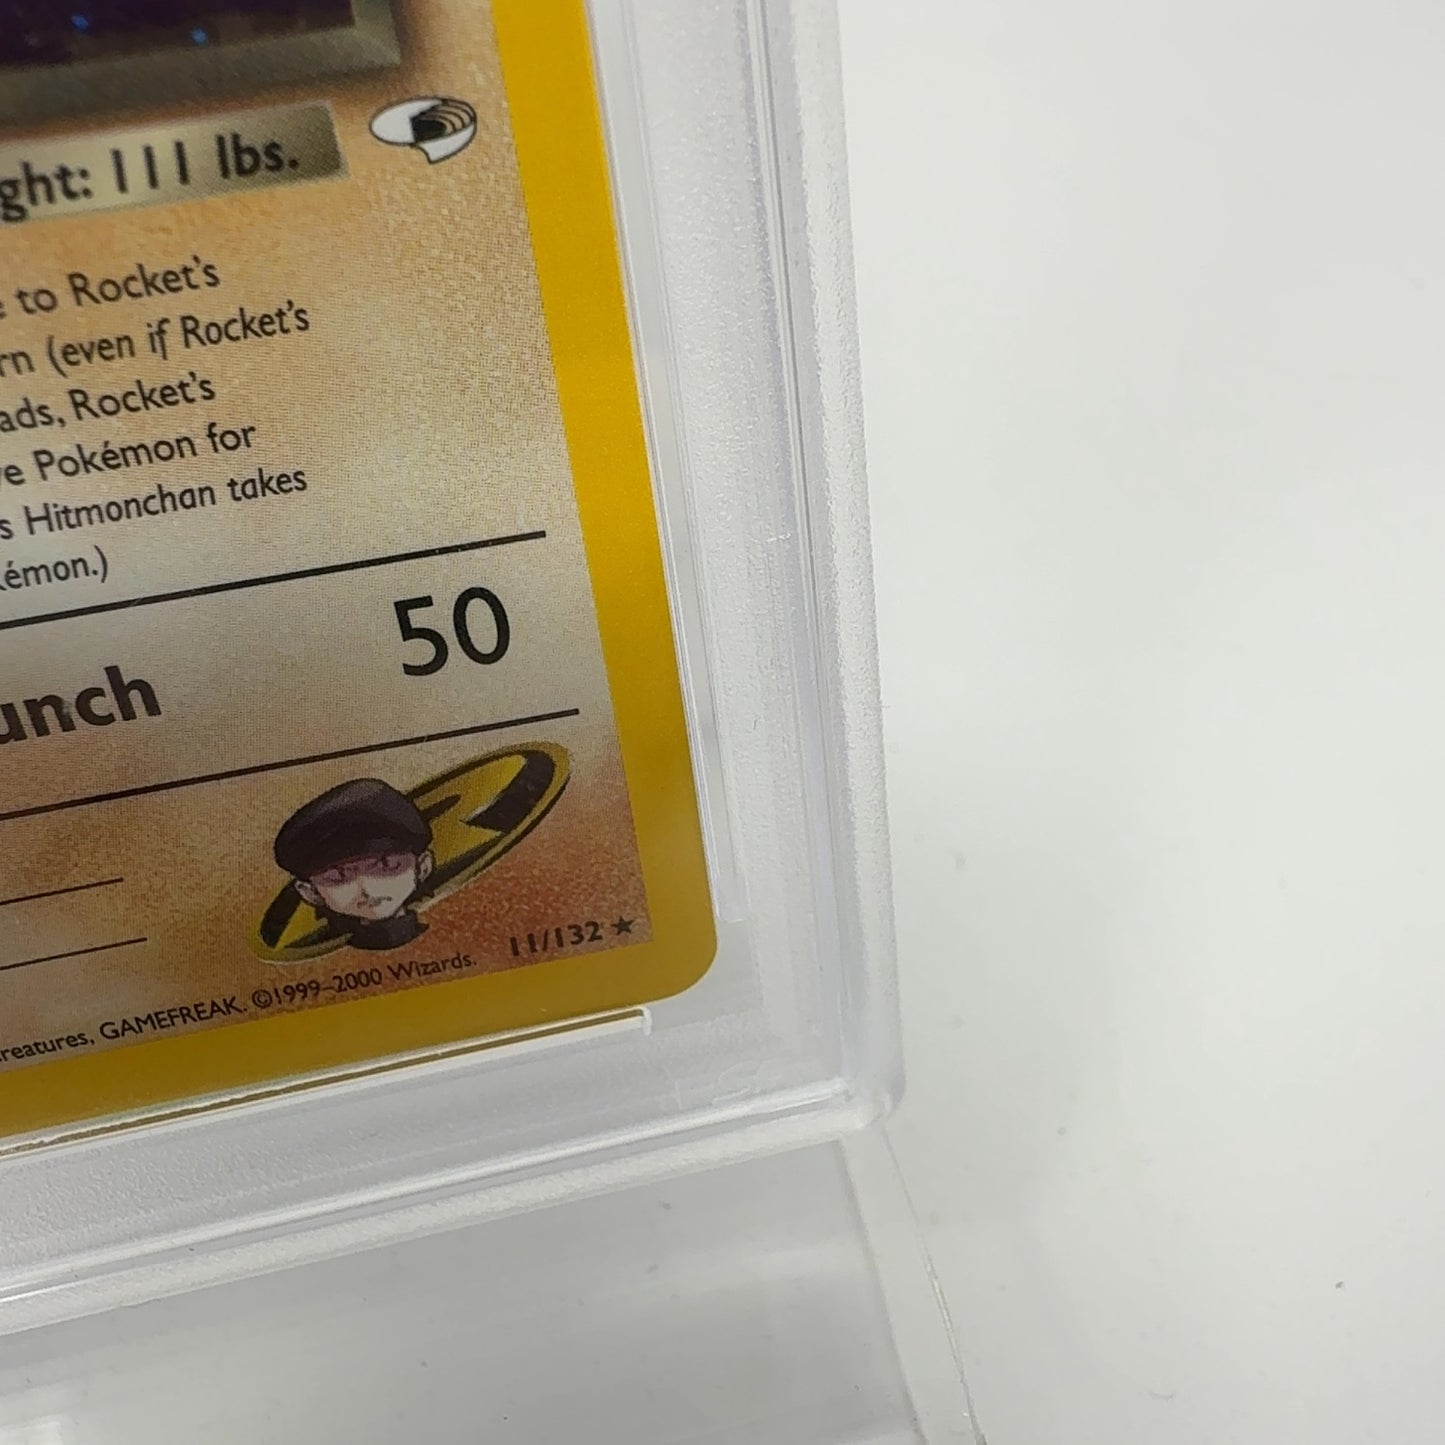 ght: 111 lbs.
to Rocket's
rn (even if Rocket's
ads, Rocket's
e Pokémon for
s Hitmonchan takes
émon.)
50
unch
11/132 ★
reatures, GAMEFREAK. ©1999–2000 Wizards.